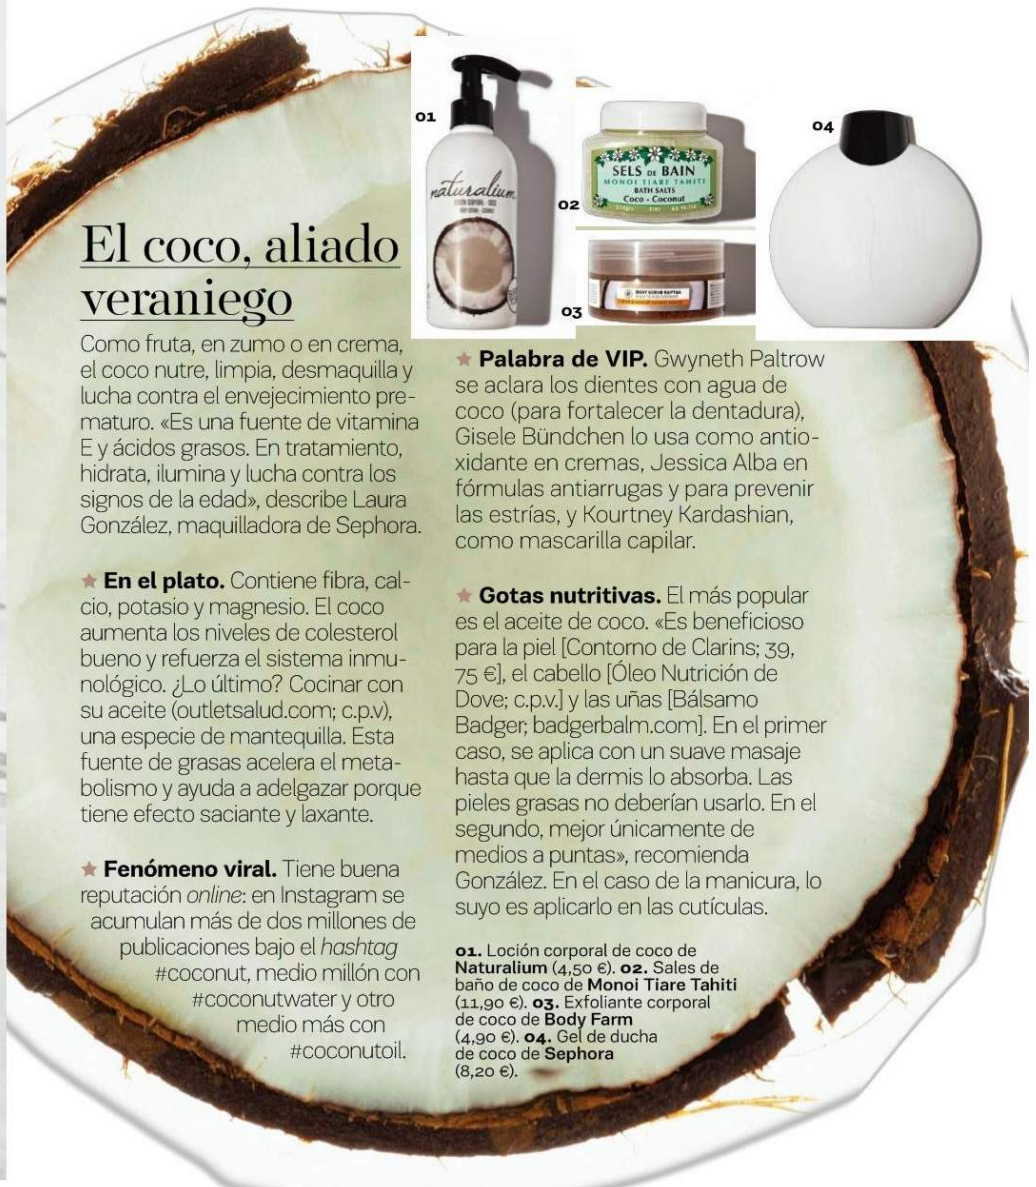 El coco, aliado
veraniego
Como fruta, en zumo o en crema,
el coco nutre, limpia, desmaquilla y
lucha contra el envejecimiento pre-
maturo. «Es una fuente de vitamina
E y ácidos grasos. En tratamiento,
hidrata, ilumina y lucha contra los
signos de la edad», describe Laura
González, maquilladora de Sephora.
★ En el plato. Contiene fibra, cal-
cio, potasio y magnesio. El coco
aumenta los niveles de colesterol
bueno y refuerza el sistema inmu-
nológico. ¿Lo último? Cocinar con
su aceite (outletsalud.com; c.p.v),
una especie de mantequilla. Esta
fuente de grasas acelera el meta-
bolismo y ayuda a adelgazar porque
tiene efecto saciante y laxante.
★ Fenómeno viral. Tiene buena
reputación online: en Instagram se
acumulan más de dos millones de
publicaciones bajo el hashtag
#coconut, medio millón con
#coconutwater y otro
medio más con
#coconutoil.
01
naturalium
02
SELS DE BAIN
MONOI TIARE TAHITI
BATH SALTS
Coco - Coconut
03
04
★ Palabra de VIP. Gwyneth Paltrow
se aclara los dientes con agua de
coco (para fortalecer la dentadura),
Gisele Bündchen lo usa como antio-
xidante en cremas, Jessica Alba en
fórmulas antiarrugas y para prevenir
las estrías, y Kourtney Kardashian,
como mascarilla capilar.
★ Gotas nutritivas. El más popular
es el aceite de coco. «Es beneficioso
para la piel [Contorno de Clarins; 39,
75 €], el cabello [Óleo Nutrición de
Dove; c.p.v.] y las uñas [Bálsamo
Badger; badgerbalm.com]. En el primer
caso, se aplica con un suave masaje
hasta que la dermis lo absorba. Las
pieles grasas no deberían usarlo. En el
segundo, mejor únicamente de
medios a puntas», recomienda
González. En el caso de la manicura, lo
suyo es aplicarlo en las cutículas.
01. Loción corporal de coco de
Naturalium (4,50 €). 02. Sales de
baño de coco de Monoi Tiare Tahiti
(11,90 €). 03. Exfoliante corporal
de coco de Body Farm
(4,90 €). 04. Gel de ducha
de coco de Sephora
(8,20 €).